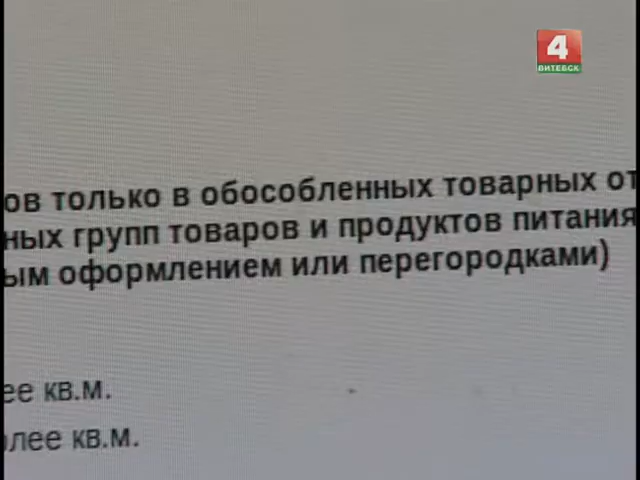 4
ВИТЕБСК
ов только в обособленных товарных от
ных групп товаров и продуктов питания
ым оформлением или перегородками)
ее кв.м.
лее кв.м.